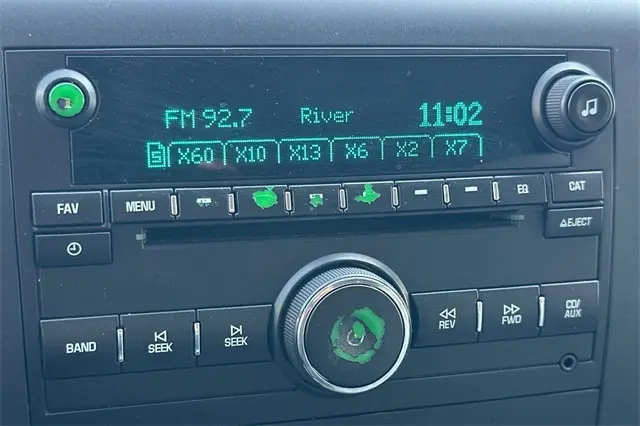 FM 92.7 River 11:02
S X60 X10 X13 X6 X2 X7
FAV MENU EQ CAT
EJECT
BAND SEEK SEEK REV FWD CD/AUX